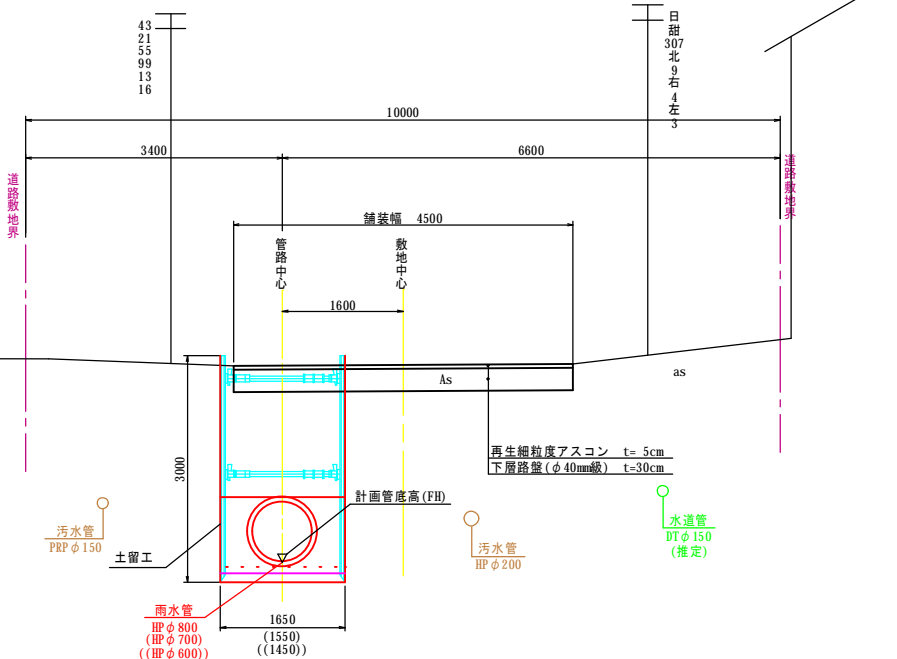 43
21
55
99
13
16
日
甜
307
北
9
右
4
左
3
10000
3400
6600
道路敷地界
道路敷地界
舗装幅 4500
管路中心
敷地中心
1600
As
as
3000
再生細粒度アスコン t= 5cm
下層路盤(φ40mm級) t=30cm
計画管底高(FH)
汚水管
PRPφ150
土留工
汚水管
HPφ200
水道管
DTφ150
(推定)
雨水管
HPφ800
(HPφ700)
((HPφ600))
1650
(1550)
((1450))